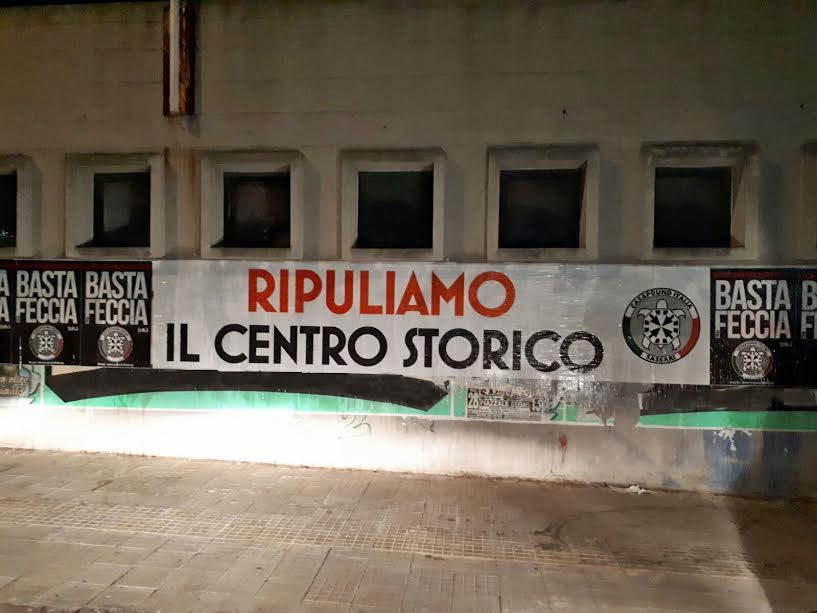 BASTA
FECCIA
BASTA
FECCIA
RIPULIAMO
IL CENTRO STORICO
CASAPOUND ITALIA
SASSARI
BASTA
FECCIA